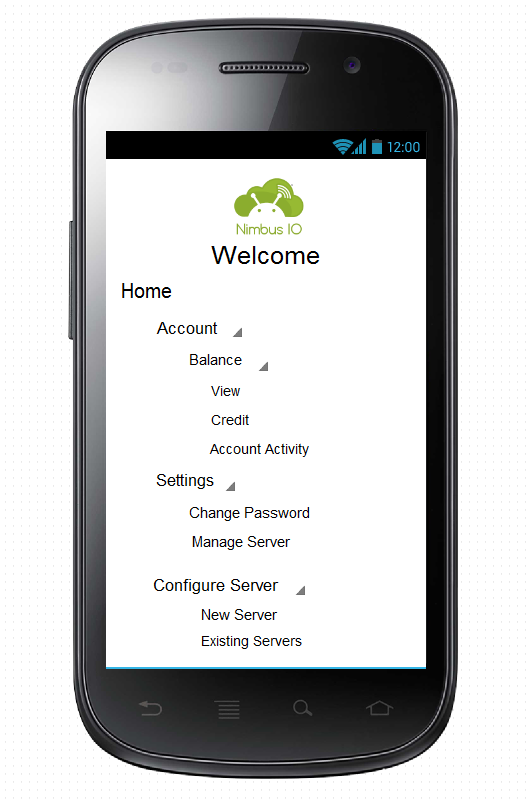 12:00
Nimbus IO
Welcome
Home
Account
Balance
View
Credit
Account Activity
Settings
Change Password
Manage Server
Configure Server
New Server
Existing Servers